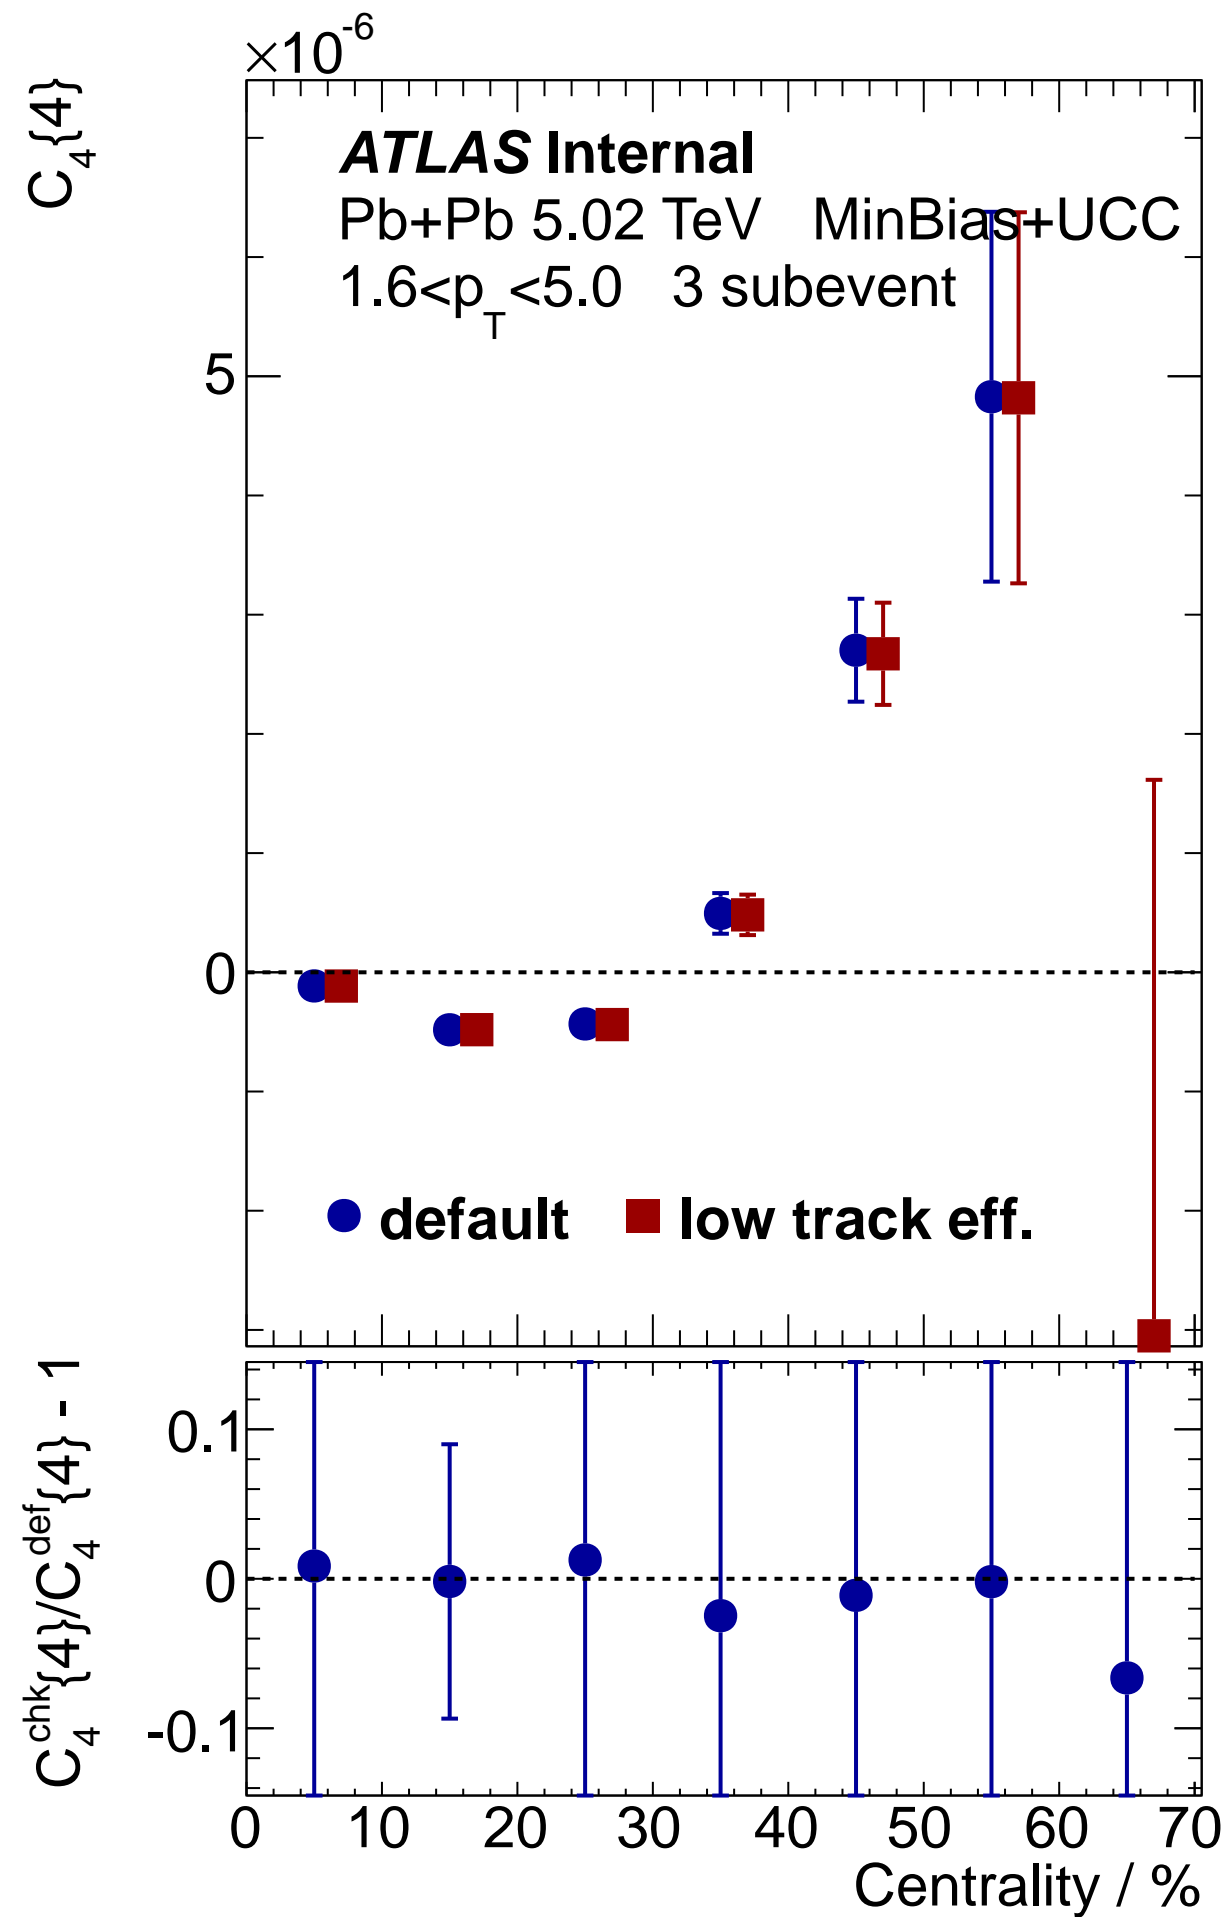 ×10-6
C4{4}
ATLAS Internal
Pb+Pb 5.02 TeV MinBias+UCC
1.6<pT<5.0 3 subevent
5
0
default low track eff.
C4chk{4}/C4def{4} - 1
0.1
0
-0.1
0 10 20 30 40 50 60 70
Centrality / %